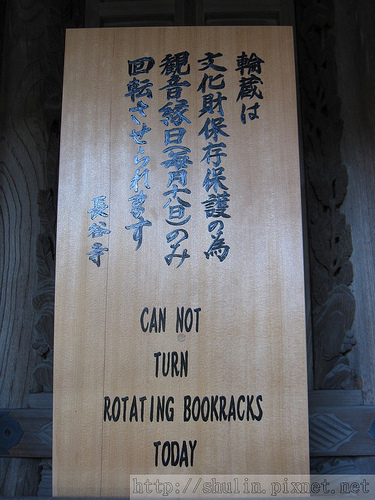 輪蔵は
文化財保存保護の為
観音縁日(毎月十八日)のみ
回転させられます
長谷寺
CAN NOT
TURN
ROTATING BOOKRACKS
TODAY
http://shulin.pixnet.net